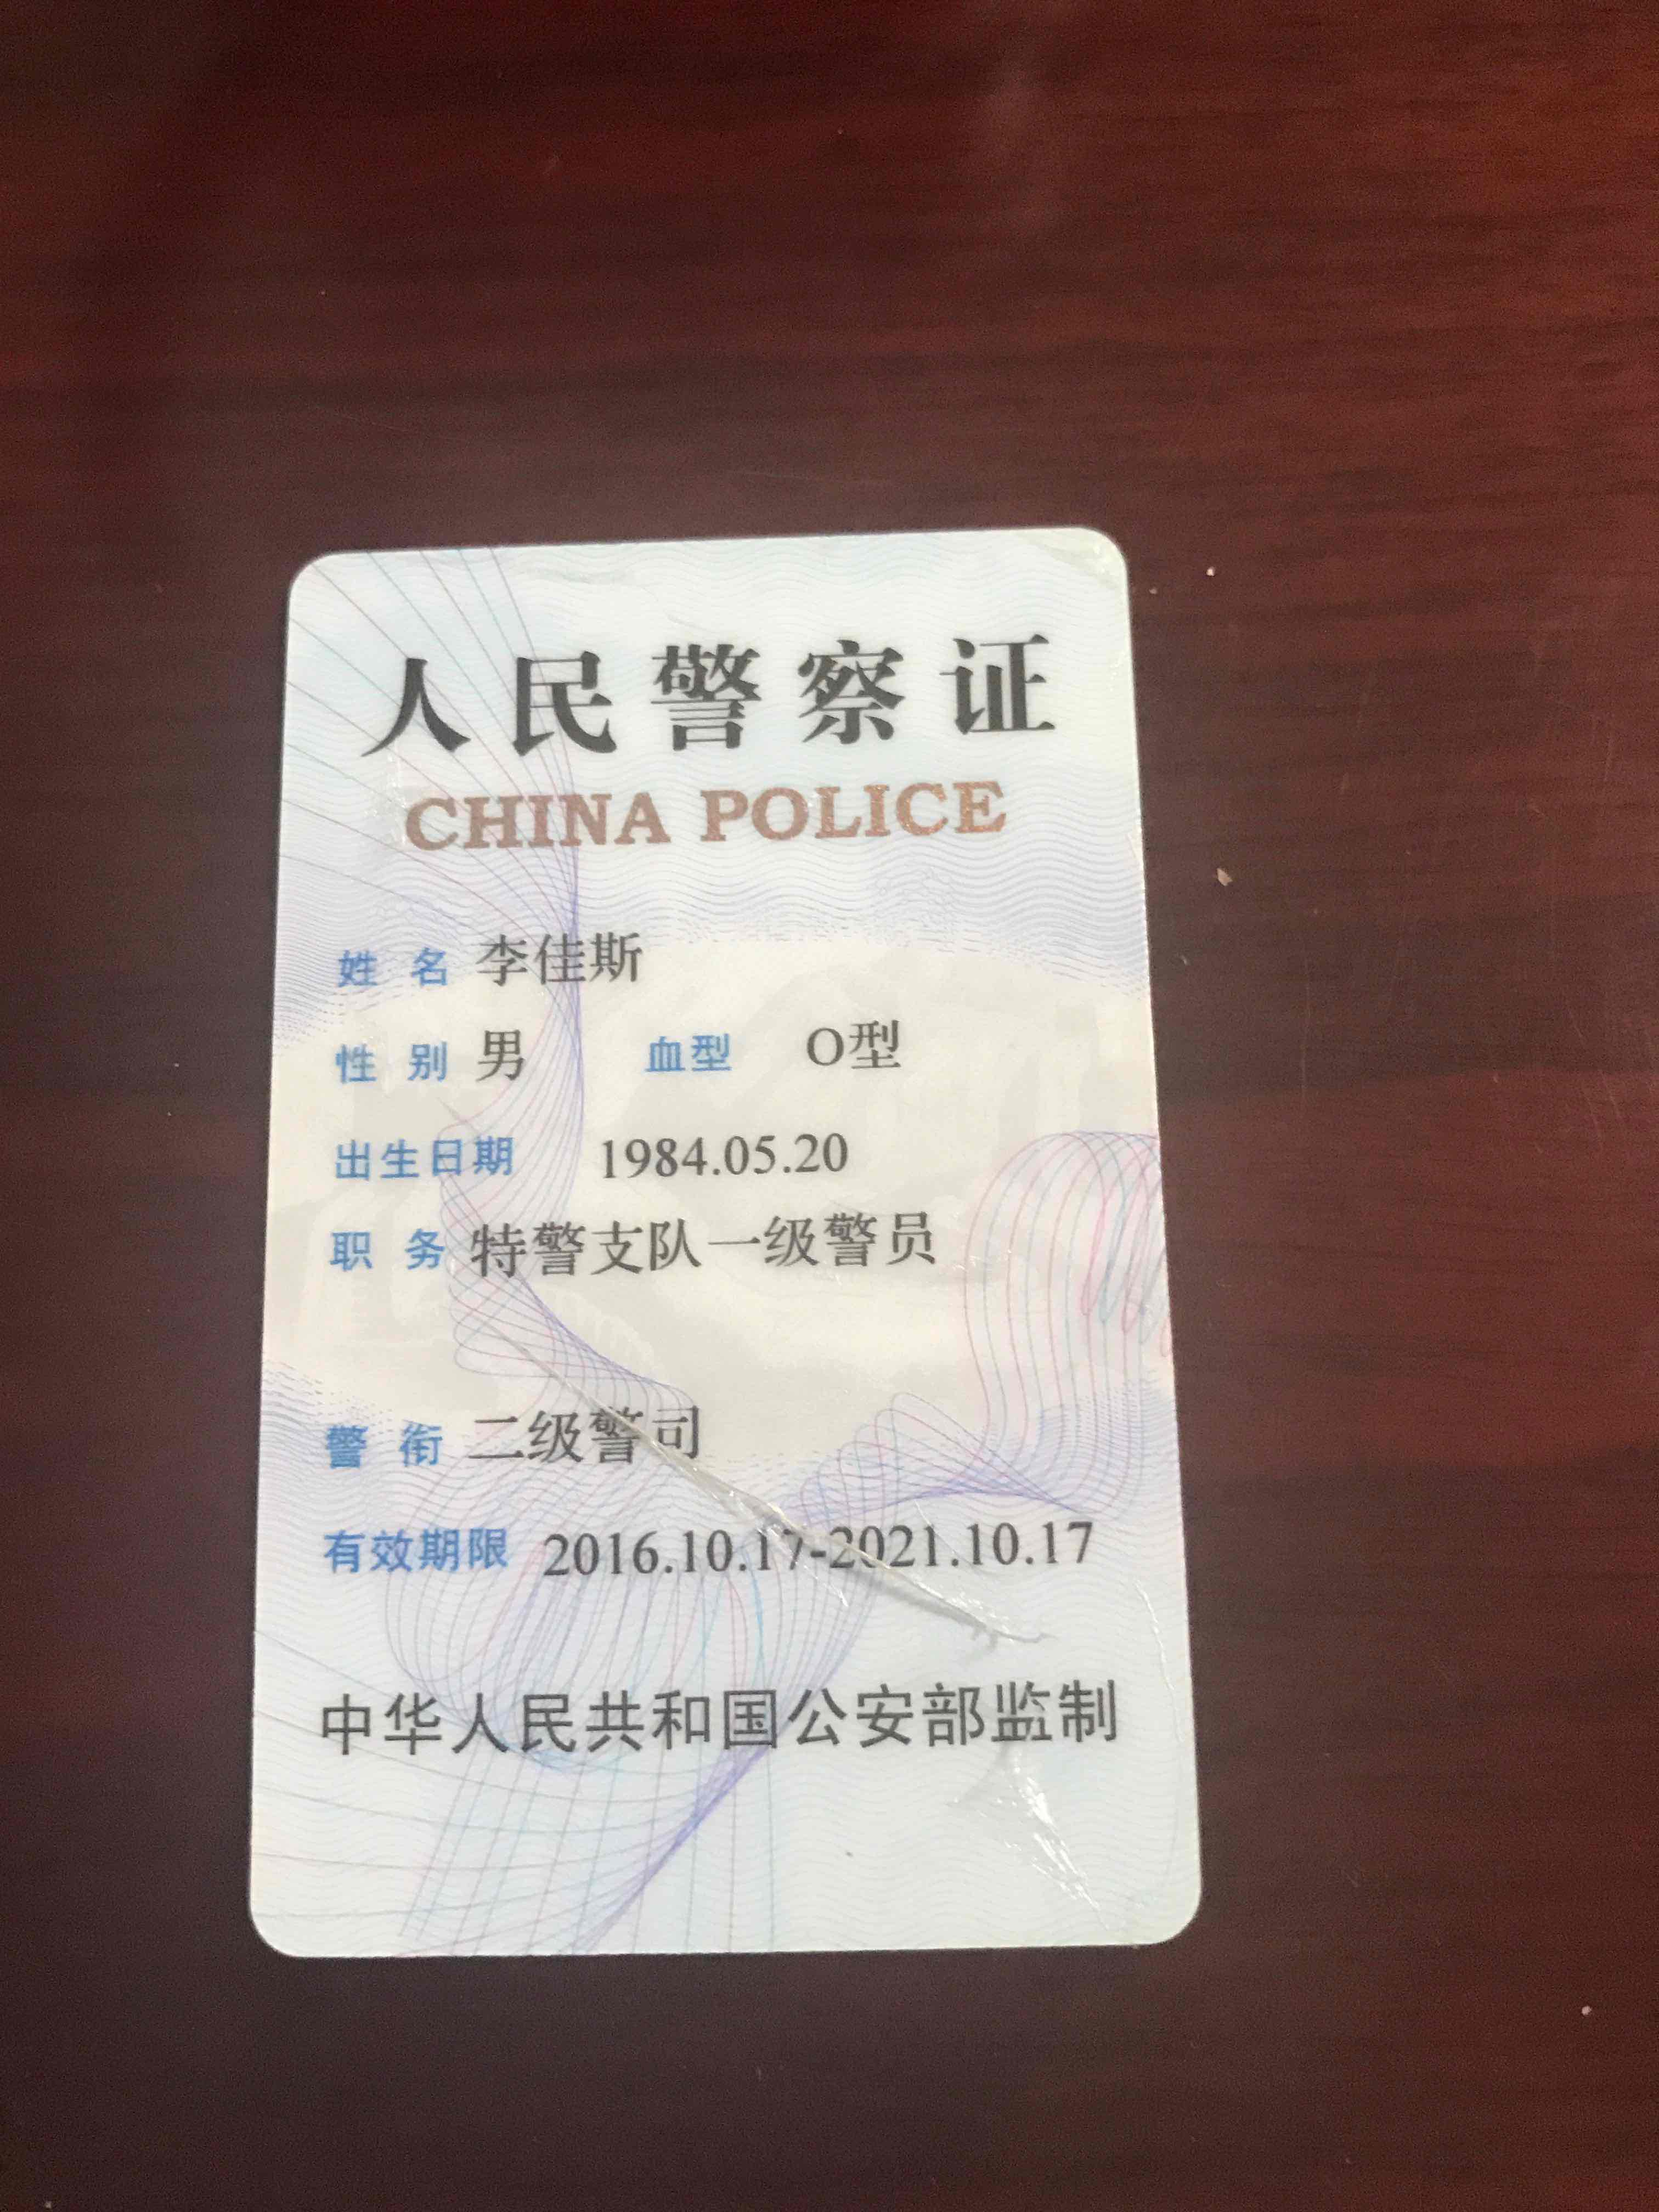 人民警察证
CHINA POLICE
姓名 李佳斯
性别 男 血型 O型
出生日期 1984.05.20
职务 特警支队一级警员
警衔 二级警司
有效期限 2016.10.17-2021.10.17
中华人民共和国公安部监制